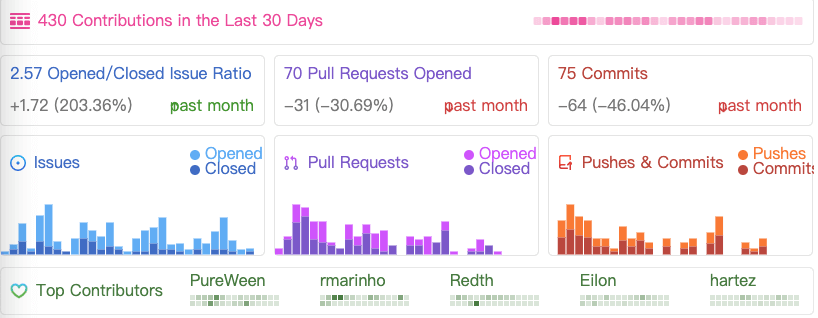 430 Contributions in the Last 30 Days
2.57 Opened/Closed Issue Ratio
+1.72 (203.36%) past month
70 Pull Requests Opened
−31 (−30.69%) past month
75 Commits
−64 (−46.04%) past month
Issues
Opened
Closed
Pull Requests
Opened
Closed
Pushes & Commits
Pushes
Commits
Top Contributors
PureWeen
rmarinho
Redth
Eilon
hartez